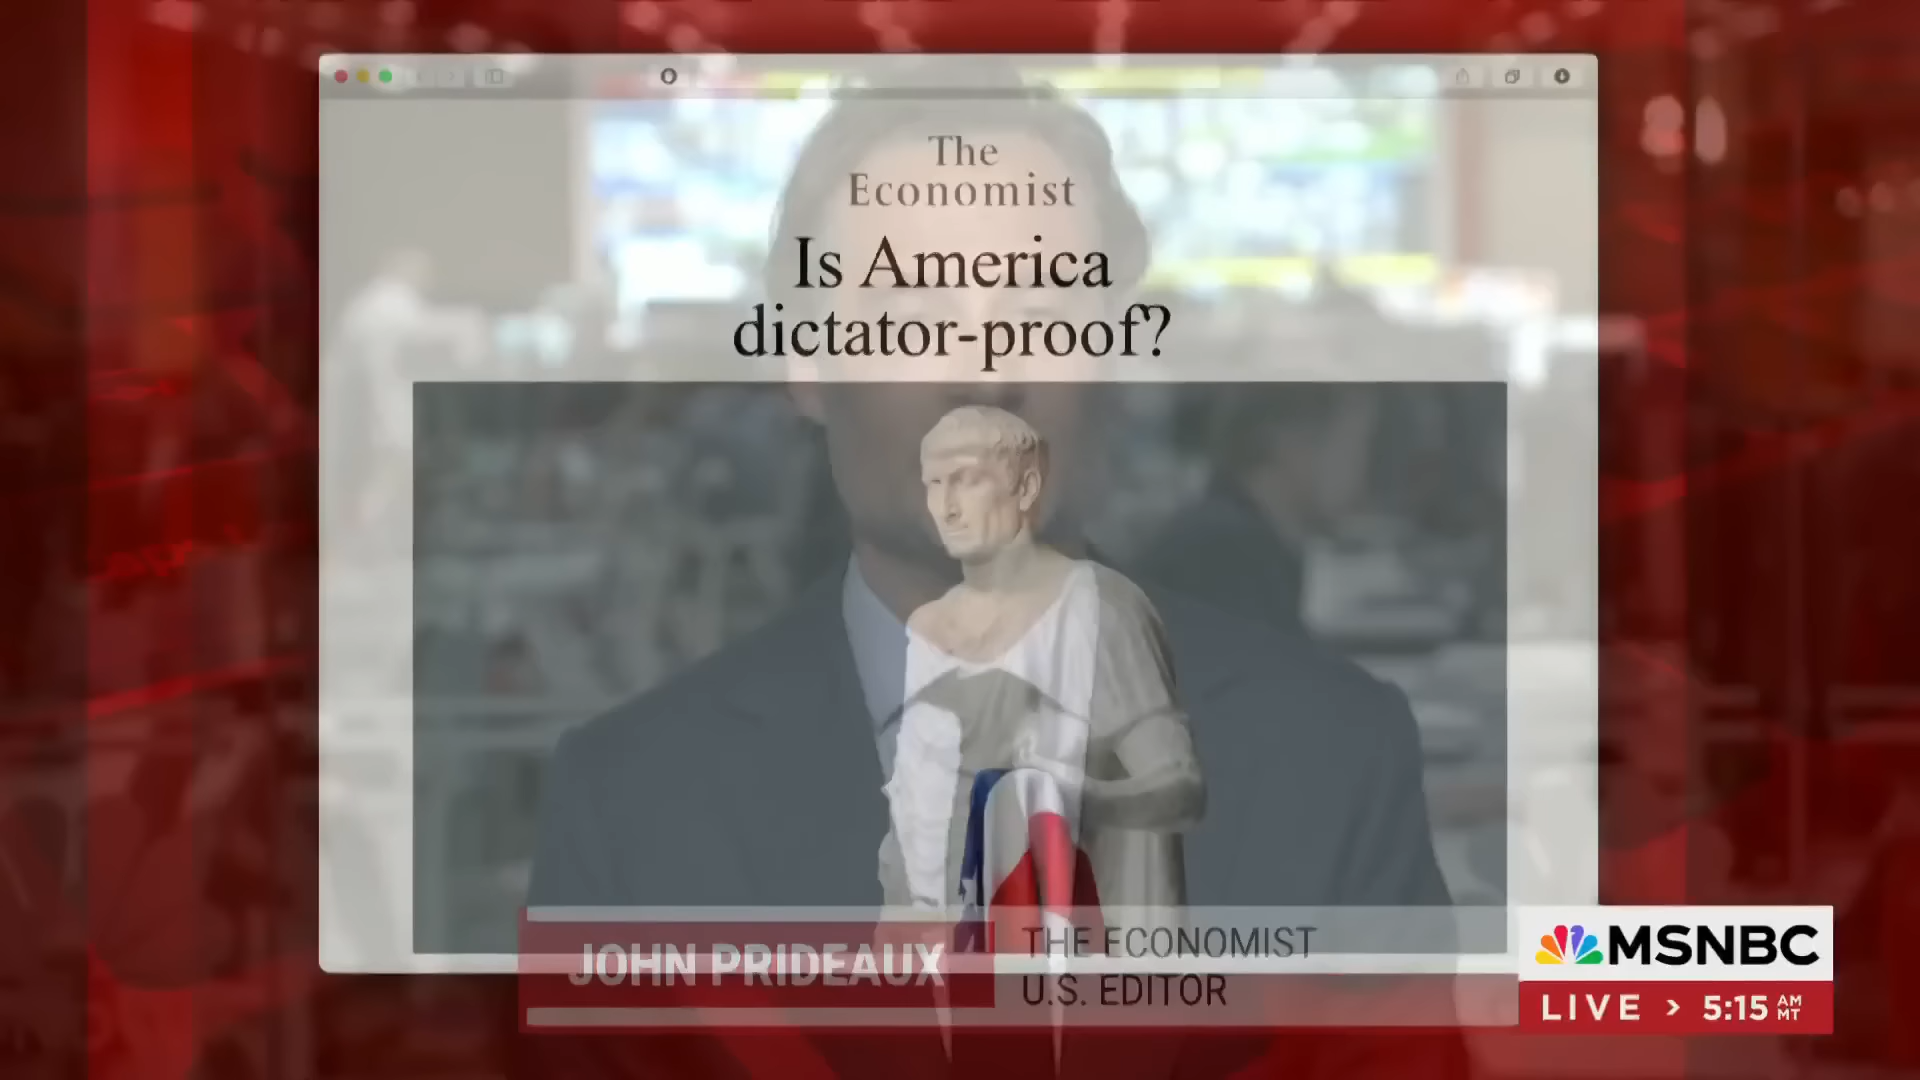 The
Economist
Is America
dictator-proof?
JOHN PRIDEAUX
THE ECONOMIST
U.S. EDITOR
MSNBC
LIVE > 5:15 AM MT